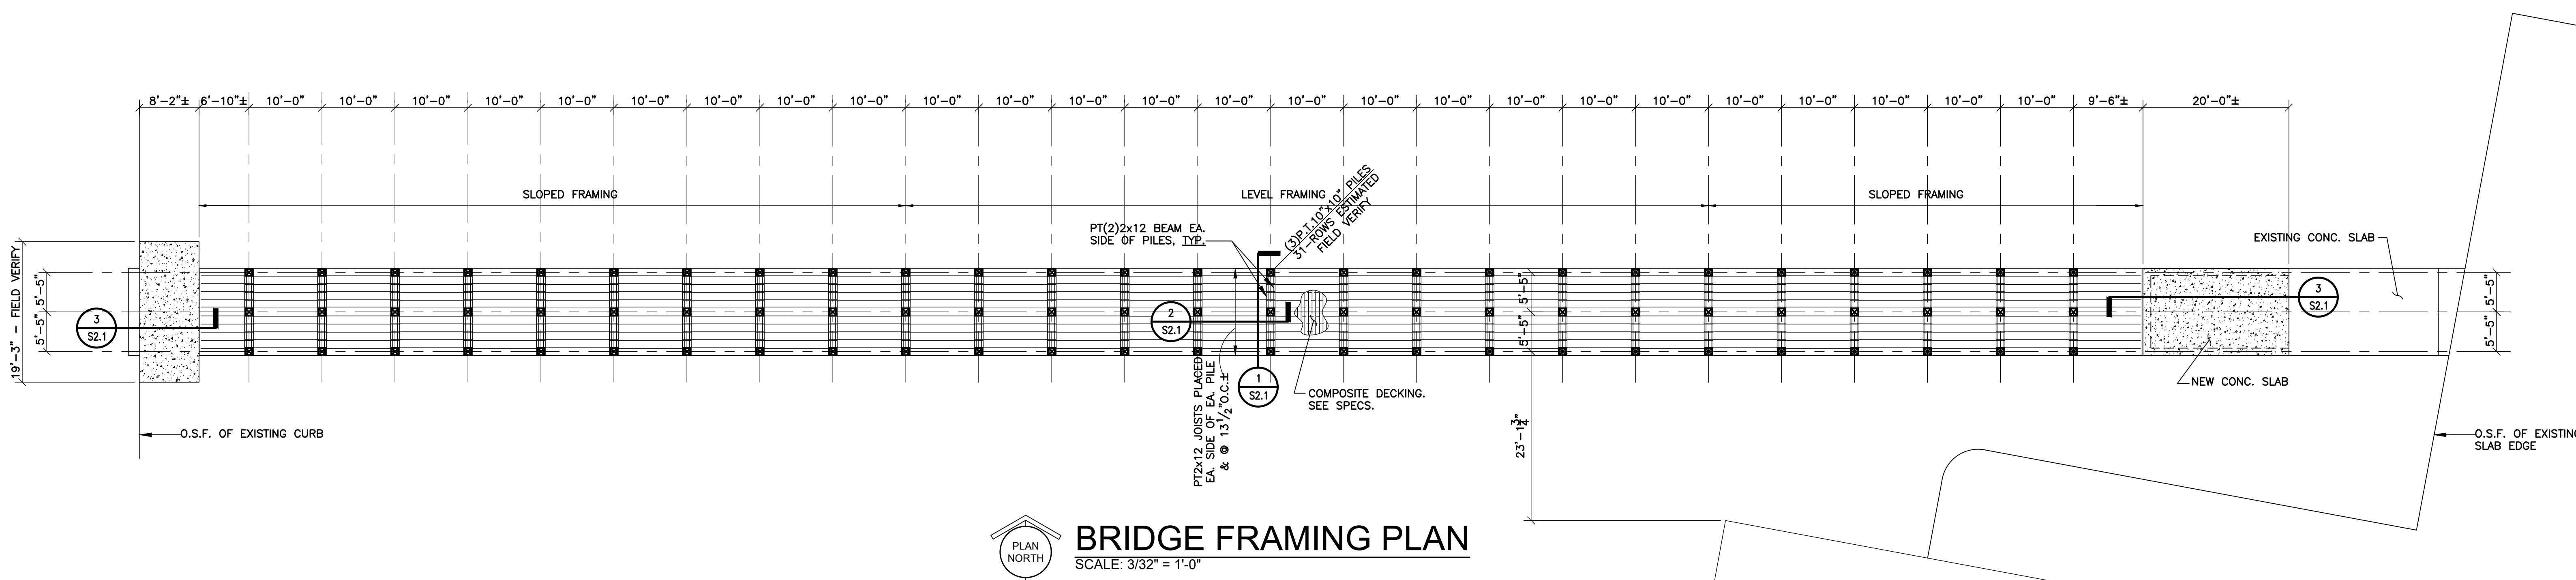 8'-2"± 6'-10"± 10'-0" 10'-0" 10'-0" 10'-0" 10'-0" 10'-0" 10'-0" 10'-0" 10'-0" 10'-0" 10'-0" 10'-0" 10'-0" 10'-0" 10'-0" 10'-0" 10'-0" 10'-0" 10'-0" 10'-0" 10'-0" 10'-0" 10'-0" 10'-0" 10'-0" 9'-6"± 20'-0"±
SLOPED FRAMING
LEVEL FRAMING
SLOPED FRAMING
(3)P.T.10"x10" PILES
31-ROWS ESTIMATED
FIELD VERIFY
PT(2)2x12 BEAM EA.
SIDE OF PILES, TYP.
EXISTING CONC. SLAB
19'-3" - FIELD VERIFY
5'-5"
5'-5"
3
S2.1
2
S2.1
5'-5"
5'-5"
3
S2.1
5'-5"
5'-5"
1
S2.1
PT2x12 JOISTS PLACED
EA. SIDE OF EA. PILE
& @ 13 1/2"O.C.±
COMPOSITE DECKING.
SEE SPECS.
NEW CONC. SLAB
O.S.F. OF EXISTING CURB
O.S.F. OF EXISTING
SLAB EDGE
PLAN
NORTH
BRIDGE FRAMING PLAN
SCALE: 3/32" = 1'-0"